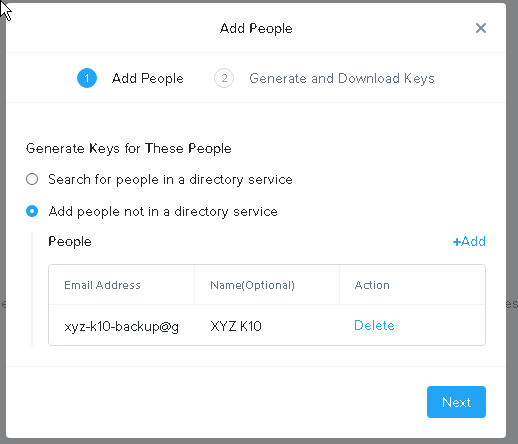 Add People
1 Add People 2 Generate and Download Keys
Generate Keys for These People
Search for people in a directory service
Add people not in a directory service
People +Add
Email Address Name(Optional) Action
xyz-k10-backup@g XYZ K10 Delete
Next